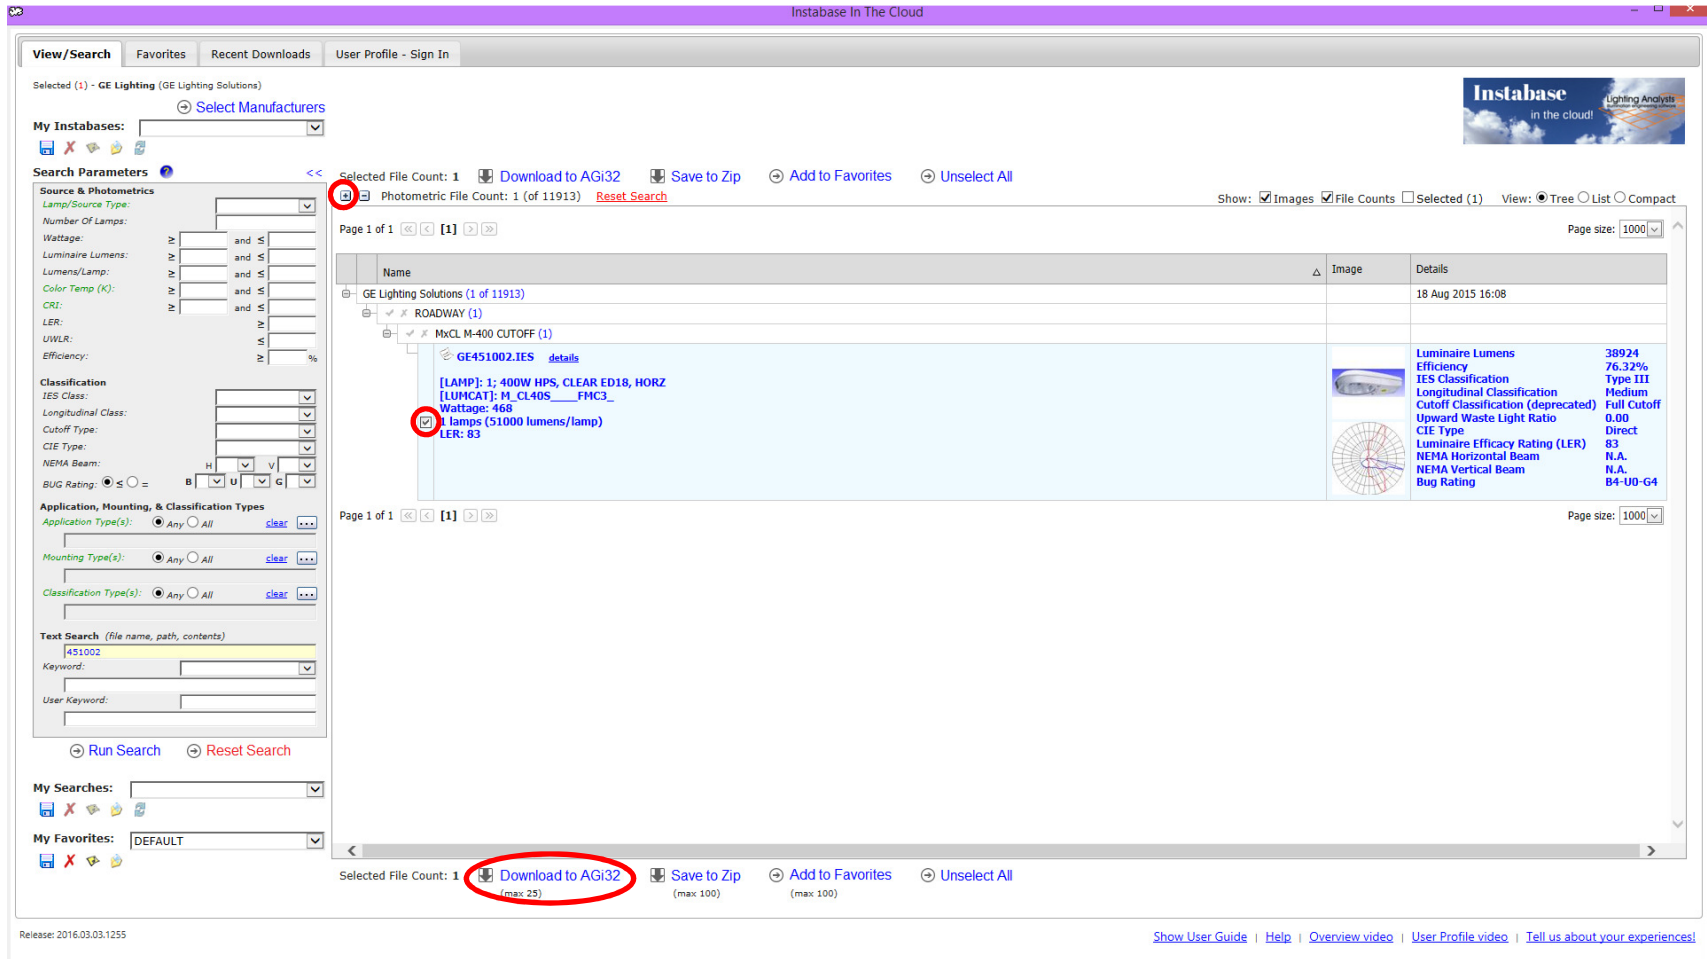 Instabase In The Cloud
View/Search Favorites Recent Downloads User Profile - Sign In
Selected (1) - GE Lighting (GE Lighting Solutions)
Select Manufacturers
My Instabases:
Instabase
in the cloud!
Lighting Analysts
Search Parameters ? <<
Selected File Count: 1 Download to AGi32 Save to Zip Add to Favorites Unselect All
Photometric File Count: 1 (of 11913) Reset Search
Show: Images File Counts Selected (1) View: Tree List Compact
Source & Photometrics
Lamp/Source Type:
Number Of Lamps:
Wattage: ≥ and ≤
Luminaire Lumens: ≥ and ≤
Lumens/Lamp: ≥ and ≤
Color Temp (K): ≥ and ≤
CRI: ≥ and ≤
LER: ≥
UWLR: ≤
Efficiency: ≥ %
Classification
IES Class:
Longitudinal Class:
Cutoff Type:
CIE Type:
NEMA Beam: H V
BUG Rating: ≤ = B U G
Application, Mounting, & Classification Types
Application Type(s): Any All clear ...
Mounting Type(s): Any All clear ...
Classification Type(s): Any All clear ...
Text Search (file name, path, contents)
451002
Keyword:
User Keyword:
Run Search Reset Search
My Searches:
My Favorites: DEFAULT
Page 1 of 1 [1] Page size: 1000
Name Image Details
GE Lighting Solutions (1 of 11913) 18 Aug 2015 16:08
ROADWAY (1)
MxCL M-400 CUTOFF (1)
GE451002.IES details
[LAMP]: 1; 400W HPS, CLEAR ED18, HORZ
[LUMCAT]: M_CL40S____FMC3_
Wattage: 468
1 lamps (51000 lumens/lamp)
LER: 83
Luminaire Lumens 38924
Efficiency 76.32%
IES Classification Type III
Longitudinal Classification Medium
Cutoff Classification (deprecated) Full Cutoff
Upward Waste Light Ratio 0.00
CIE Type Direct
Luminaire Efficacy Rating (LER) 83
NEMA Horizontal Beam N.A.
NEMA Vertical Beam N.A.
Bug Rating B4-U0-G4
Page 1 of 1 [1] Page size: 1000
Selected File Count: 1 Download to AGi32 Save to Zip Add to Favorites Unselect All
(max 25) (max 100) (max 100)
Release: 2016.03.03.1255
Show User Guide | Help | Overview video | User Profile video | Tell us about your experiences!